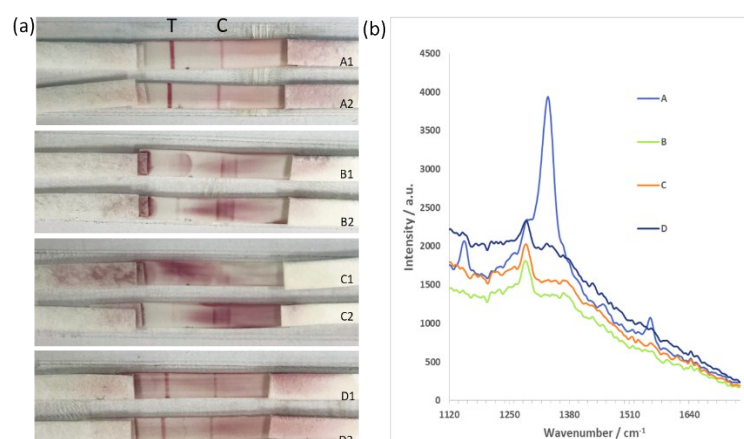 (a)
T C
A1
A2
B1
B2
C1
C2
D1
(b)
4500
4000
3500
3000
2500
2000
1500
1000
500
0
Intensity / a.u.
A
B
C
D
1120 1250 1380 1510 1640
Wavenumber / cm-1